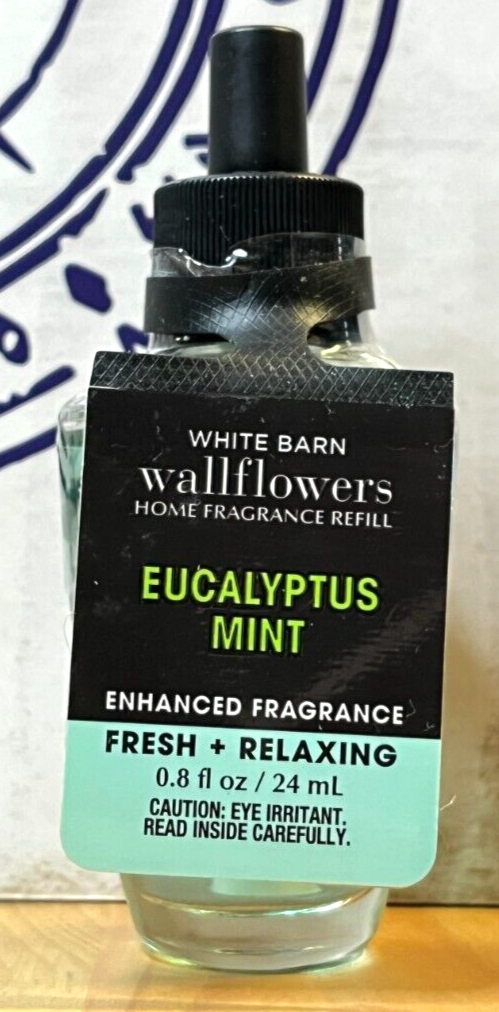 WHITE BARN
wallflowers
HOME FRAGRANCE REFILL
EUCALYPTUS
MINT
ENHANCED FRAGRANCE
FRESH + RELAXING
0.8 fl oz / 24 mL
CAUTION: EYE IRRITANT.
READ INSIDE CAREFULLY.